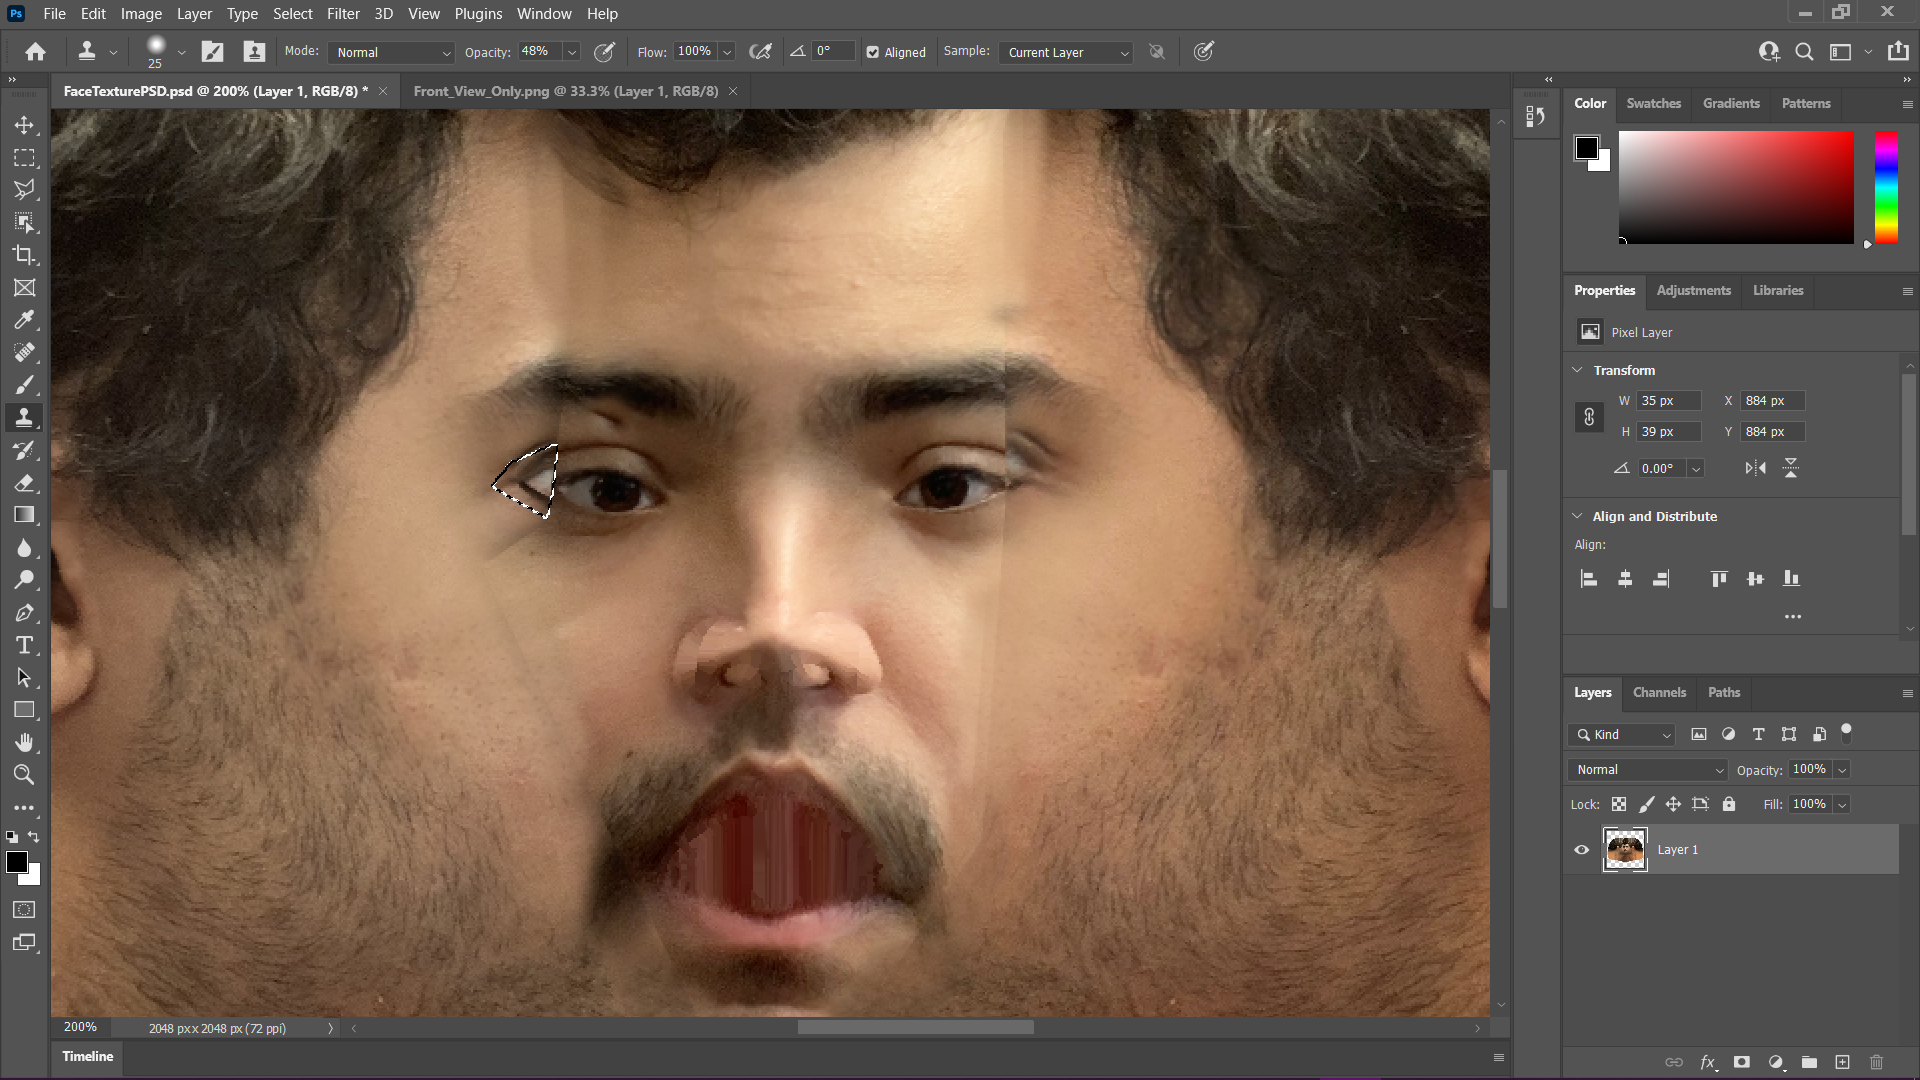 Ps File Edit Image Layer Type Select Filter 3D View Plugins Window Help
25 Mode: Normal Opacity: 48% Flow: 100% 0° Aligned Sample: Current Layer
FaceTexturePSD.psd @ 200% (Layer 1, RGB/8) * Front_View_Only.png @ 33.3% (Layer 1, RGB/8)
Color Swatches Gradients Patterns
Properties Adjustments Libraries
Pixel Layer
Transform
W 35 px X 884 px
H 39 px Y 884 px
0.00°
Align and Distribute
Align:
Layers Channels Paths
Kind T
Normal Opacity: 100%
Lock: Fill: 100%
Layer 1
fx
T
200% 2048 px x 2048 px (72 ppi)
Timeline